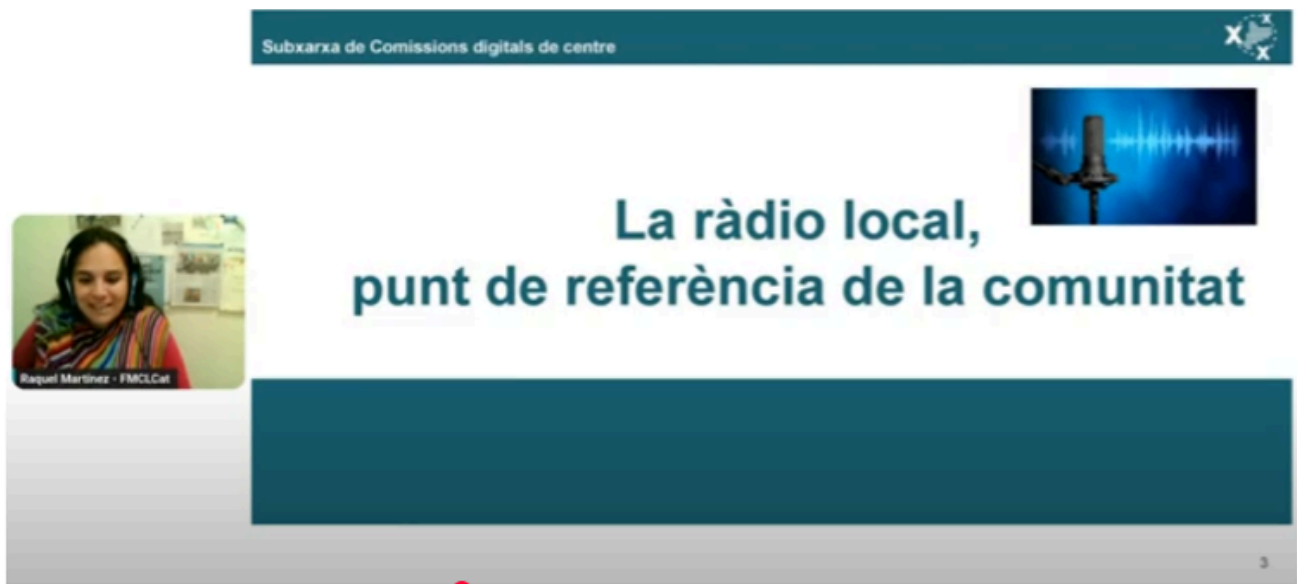 Subxarxa de Comissions digitals de centre
La ràdio local,
punt de referència de la comunitat
Raquel Martínez - FMCLCat
3